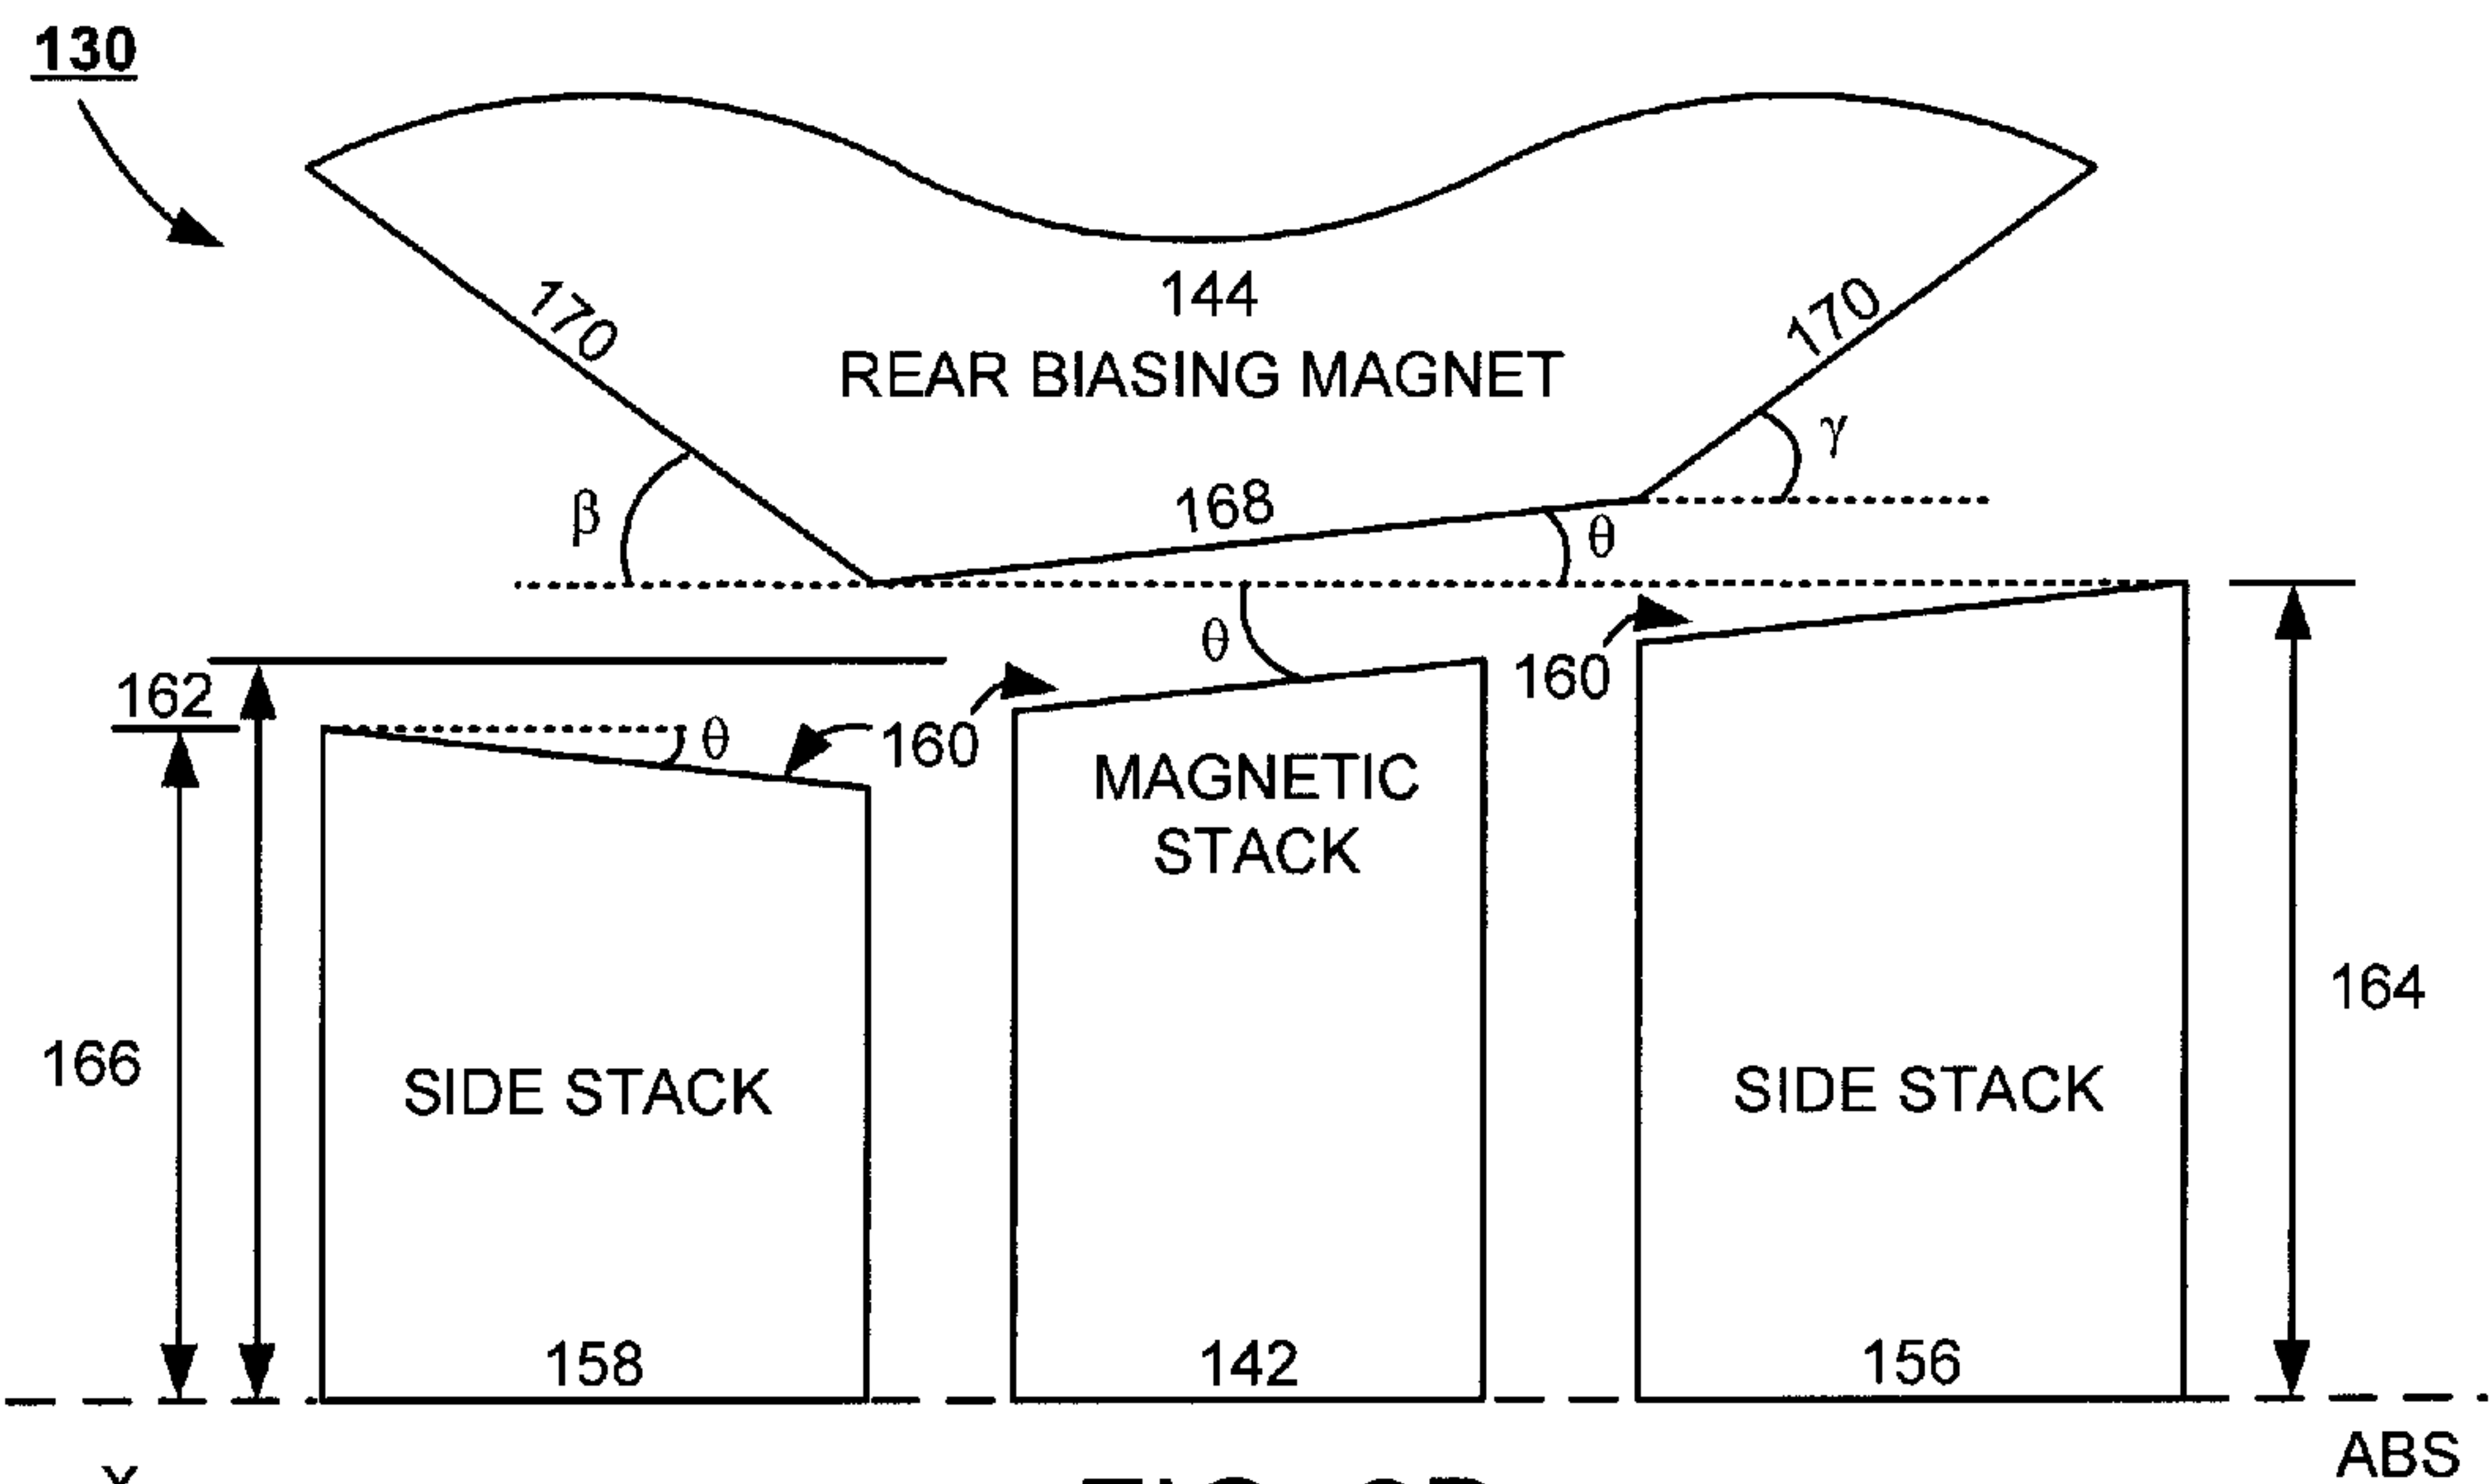 130
144
REAR BIASING MAGNET
170
170
γ
β
168
θ
θ
160
162
160
θ
MAGNETIC
STACK
164
166
SIDE STACK
SIDE STACK
158
142
156
ABS